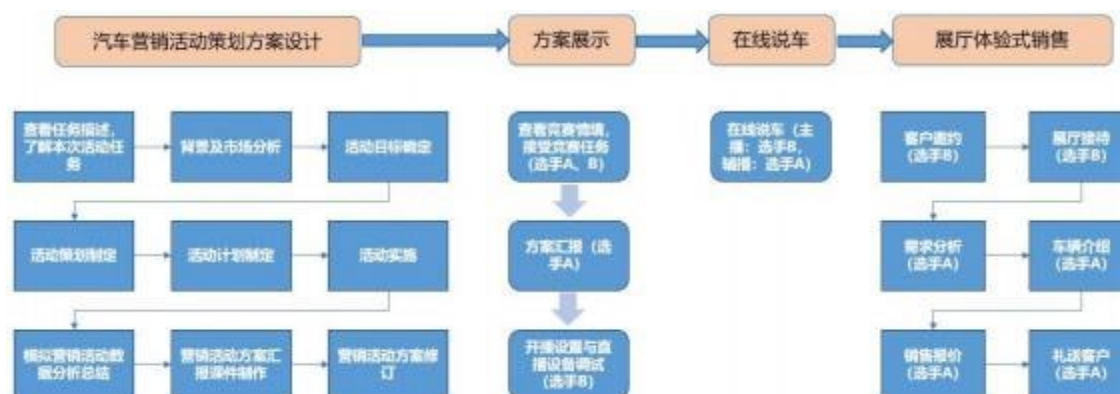 汽车营销活动策划方案设计
方案展示
在线说车
展厅体验式销售
查看任务描述，
了解本次活动任
务
背景及市场分析
活动目标确定
活动策划制定
活动计划制定
活动实施
模拟营销活动数
据分析总结
营销活动方案汇
报课件制作
营销活动方案修
订
查看竞赛情境，
接受竞赛任务
(选手A、B)
方案汇报（选
手A）
开播设置与直
播设备调试
(选手B)
在线说车（主
播：选手B，
辅播：选手A）
客户邀约
(选手B)
展厅接待
(选手B)
需求分析
(选手A)
车辆介绍
(选手A)
销售报价
(选手A)
礼送客户
(选手A)